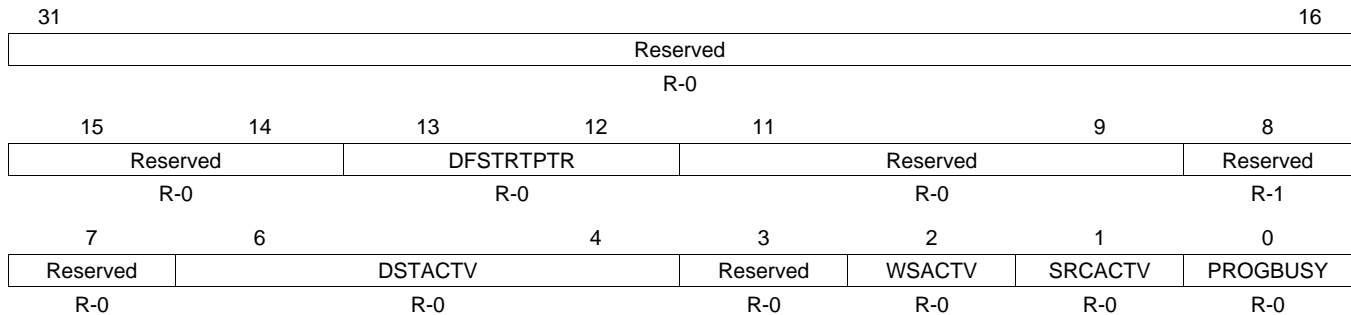 31 16
Reserved
R-0
15 14 13 12 11 9 8
Reserved DFSTRTPTR Reserved Reserved
R-0 R-0 R-0 R-1
7 6 4 3 2 1 0
Reserved DSTACTV Reserved WSACTV SRCACTV PROGBUSY
R-0 R-0 R-0 R-0 R-0 R-0